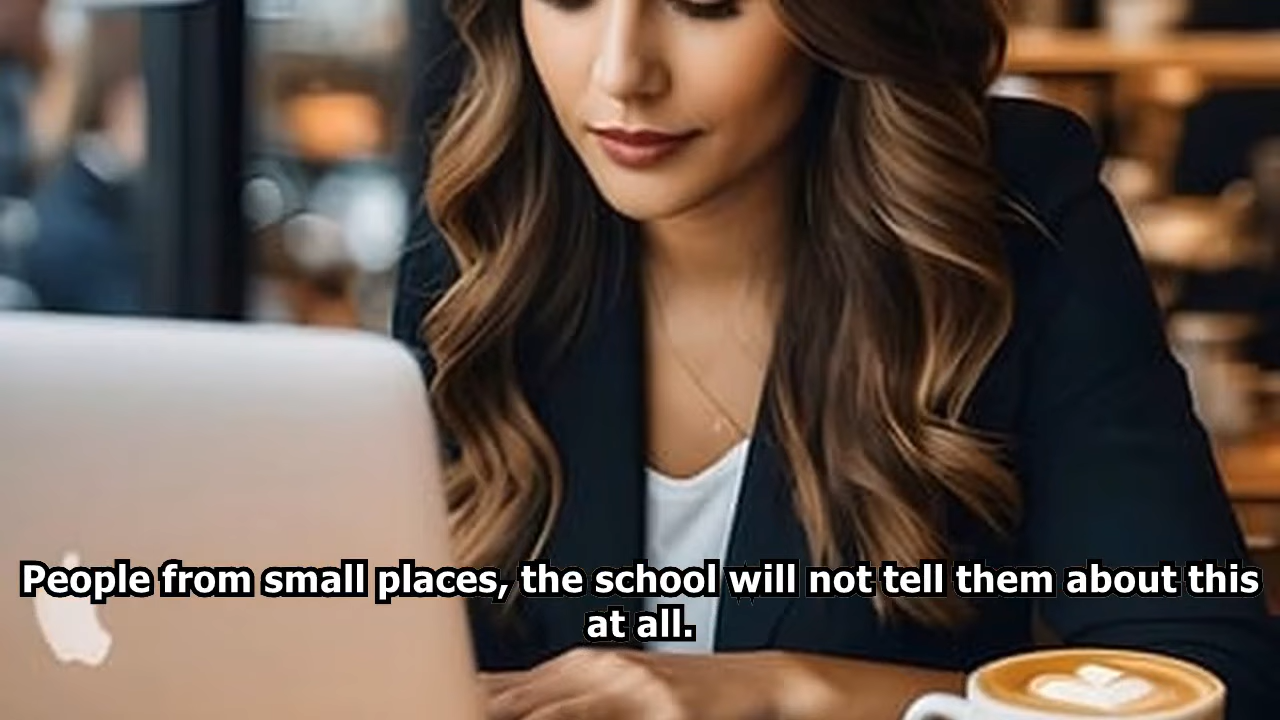 People from small places, the school will not tell them about this
at all.